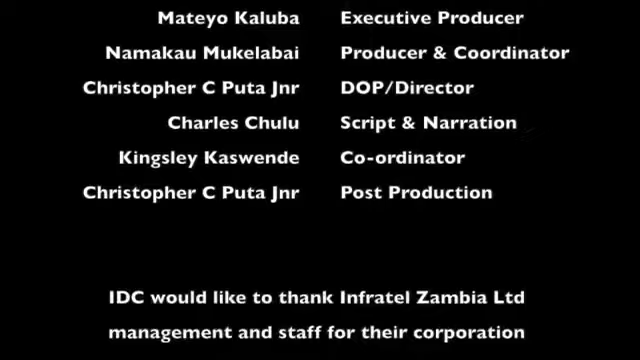 Mateyo Kaluba Executive Producer
Namakau Mukelabai Producer & Coordinator
Christopher C Puta Jnr DOP/Director
Charles Chulu Script & Narration
Kingsley Kaswende Co-ordinator
Christopher C Puta Jnr Post Production
IDC would like to thank Infratel Zambia Ltd
management and staff for their corporation